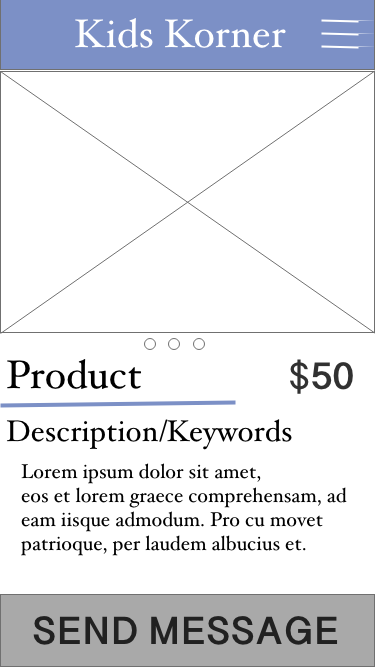 Kids Korner
Product
$50
Description/Keywords
Lorem ipsum dolor sit amet,
eos et lorem graece comprehensam, ad
eam iisque admodum. Pro cu movet
patrioque, per laudem albucius et.
SEND MESSAGE